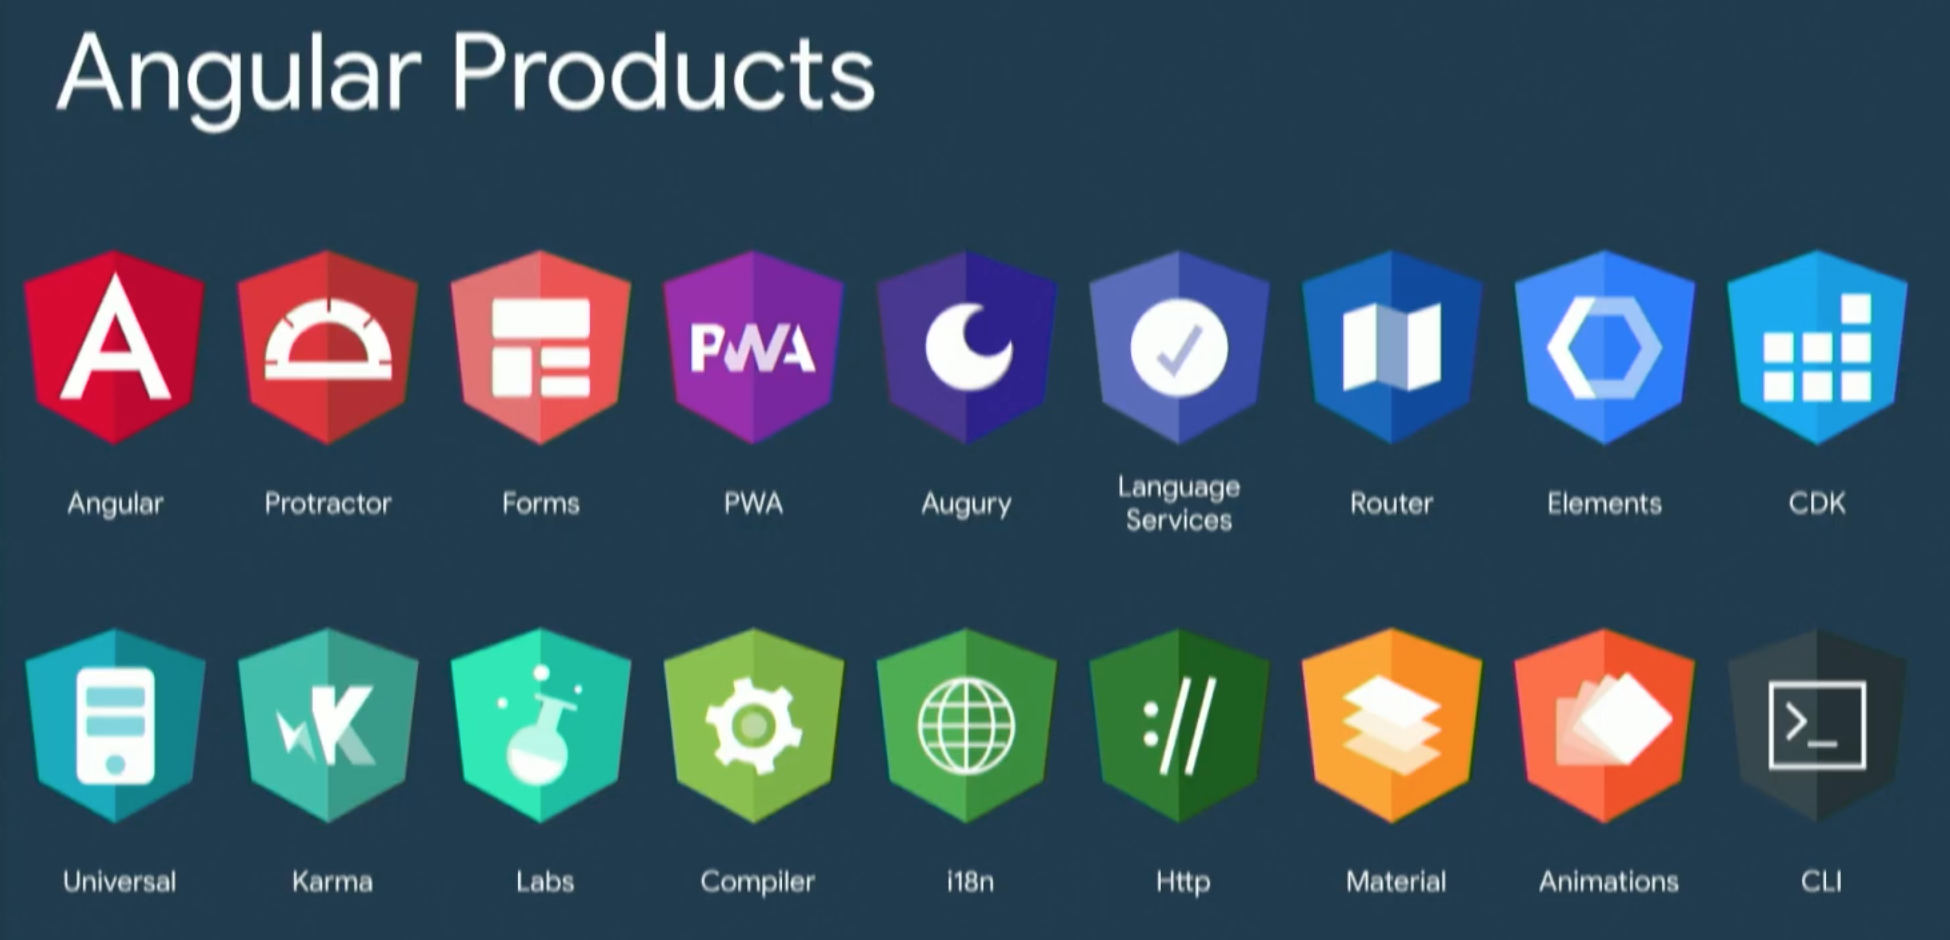 Angular Products
A
PWA
Angular
Protractor
Forms
PWA
Augury
Language
Services
Router
Elements
CDK
K
://
>_
Universal
Karma
Labs
Compiler
i18n
Http
Material
Animations
CLI